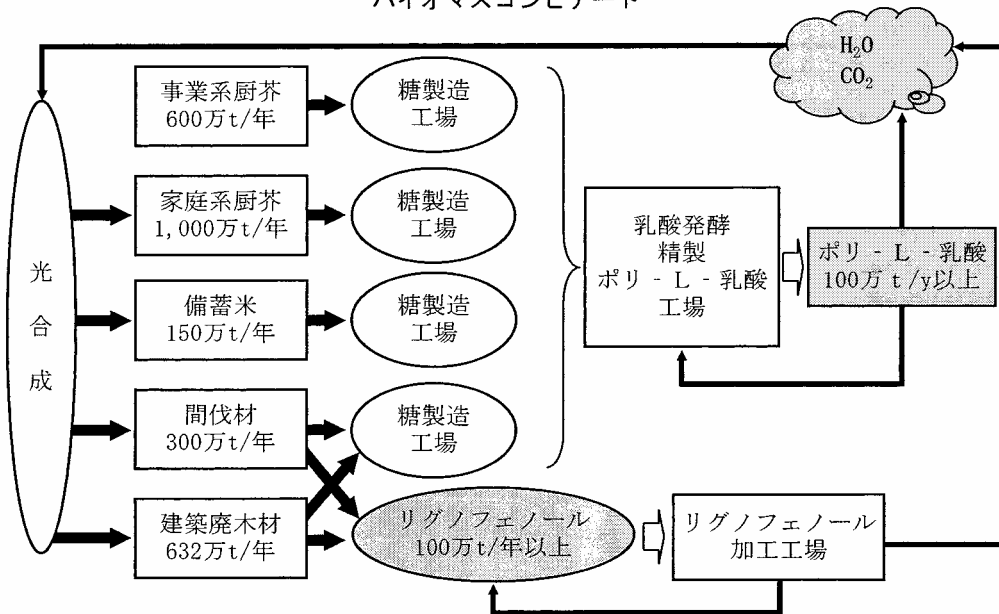 バイオマスコンビナート
H₂O
CO₂
光
合
成
事業系厨芥
600万t/年
糖製造
工場
家庭系厨芥
1,000万t/年
糖製造
工場
備蓄米
150万t/年
糖製造
工場
間伐材
300万t/年
糖製造
工場
建築廃木材
632万t/年
リグノフェノール
100万t/年以上
リグノフェノール
加工工場
乳酸発酵
精製
ポリ‐L‐乳酸
工場
ポリ‐L‐乳酸
100万t/y以上